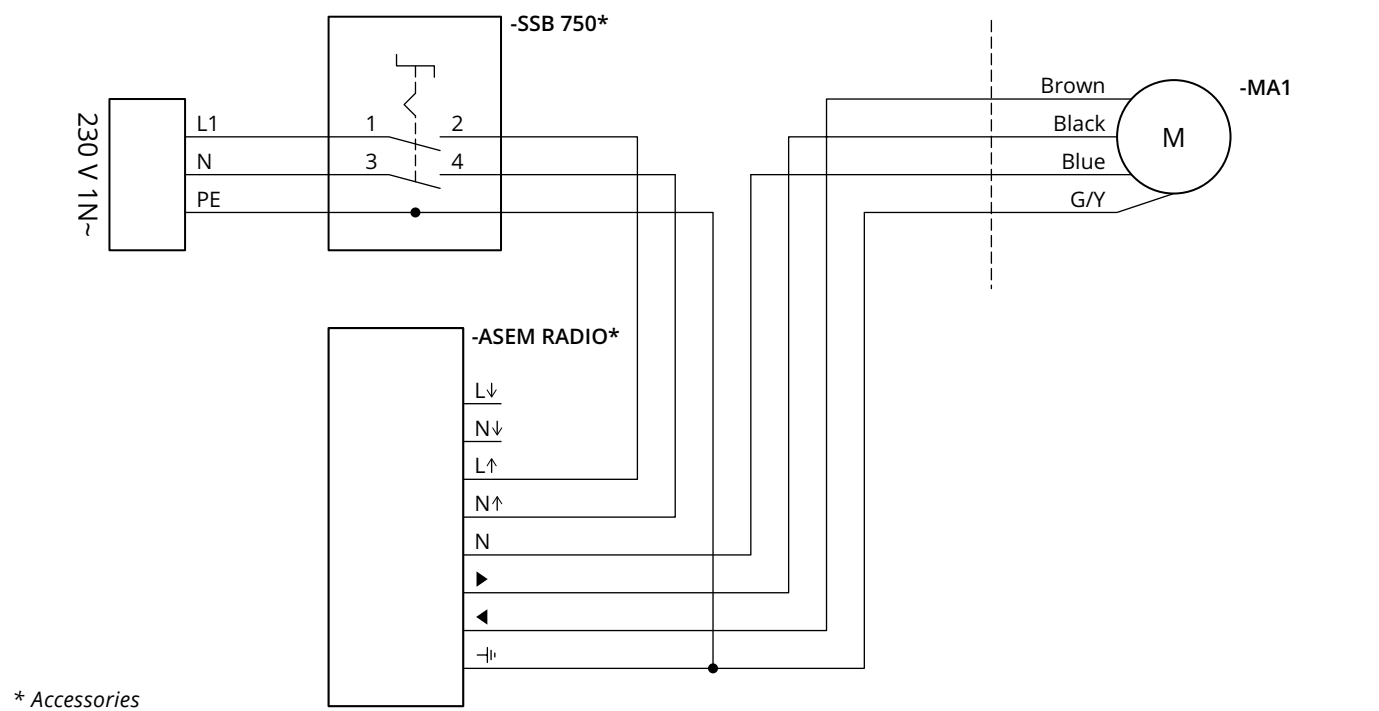 -SSB 750*
230 V 1N~
L1
N
PE
1 2
3 4
Brown
Black
Blue
G/Y
-MA1
M
-ASEM RADIO*
L↓
N↓
L↑
N↑
N
* Accessories